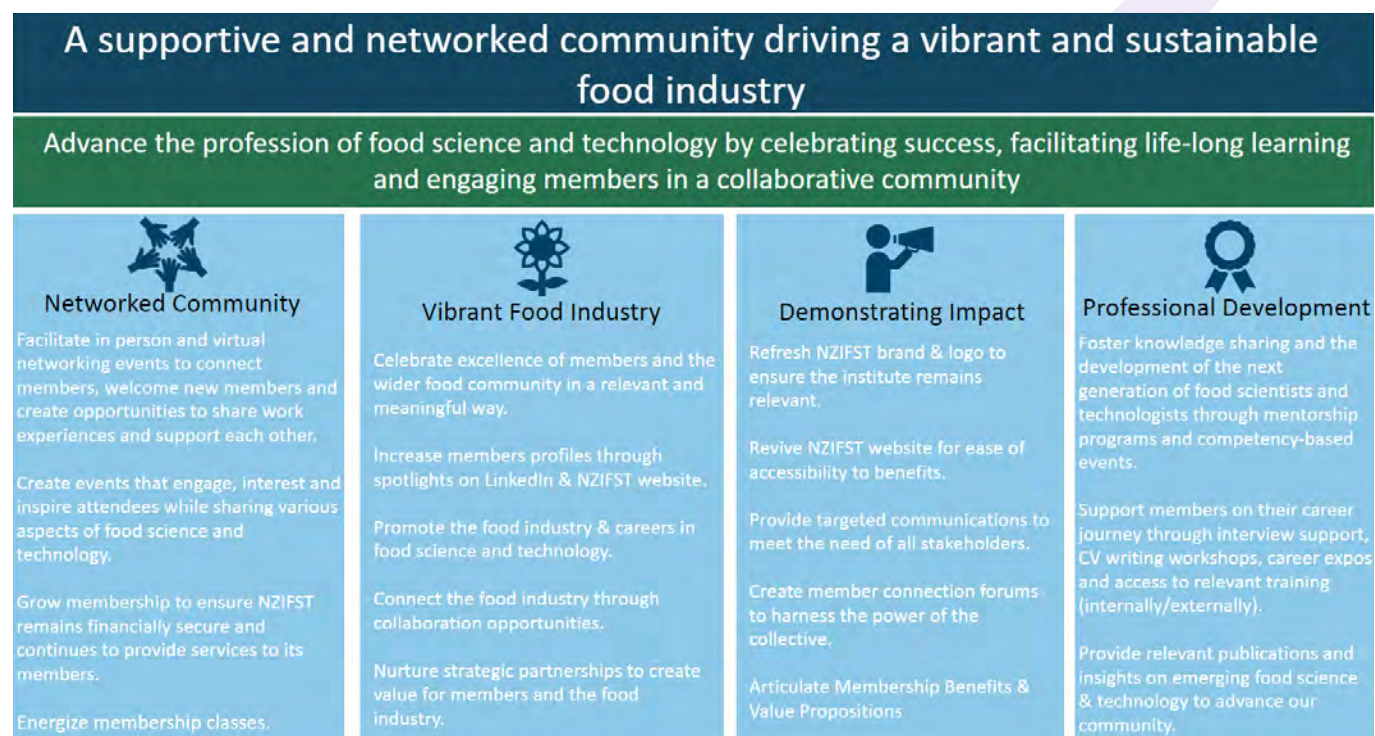 A supportive and networked community driving a vibrant and sustainable
food industry
Advance the profession of food science and technology by celebrating success, facilitating life-long learning
and engaging members in a collaborative community
Networked Community
Facilitate in person and virtual
networking events to connect
members, welcome new members and
create opportunities to share work
experiences and support each other.
Create events that engage, interest and
inspire attendees while sharing various
aspects of food science and
technology.
Grow membership to ensure NZIFST
remains financially secure and
continues to provide services to its
members.
Energize membership classes.
Vibrant Food Industry
Celebrate excellence of members and the
wider food community in a relevant and
meaningful way.
Increase members profiles through
spotlights on LinkedIn & NZIFST website.
Promote the food industry & careers in
food science and technology.
Connect the food industry through
collaboration opportunities.
Nurture strategic partnerships to create
value for members and the food
industry.
Demonstrating Impact
Refresh NZIFST brand & logo to
ensure the institute remains
relevant.
Revive NZIFST website for ease of
accessibility to benefits.
Provide targeted communications to
meet the need of all stakeholders.
Create member connection forums
to harness the power of the
collective.
Articulate Membership Benefits &
Value Propositions
Professional Development
Foster knowledge sharing and the
development of the next
generation of food scientists and
technologists through mentorship
programs and competency-based
events.
Support members on their career
journey through interview support,
CV writing workshops, career expos
and access to relevant training
(internally/externally).
Provide relevant publications and
insights on emerging food science
& technology to advance our
community.